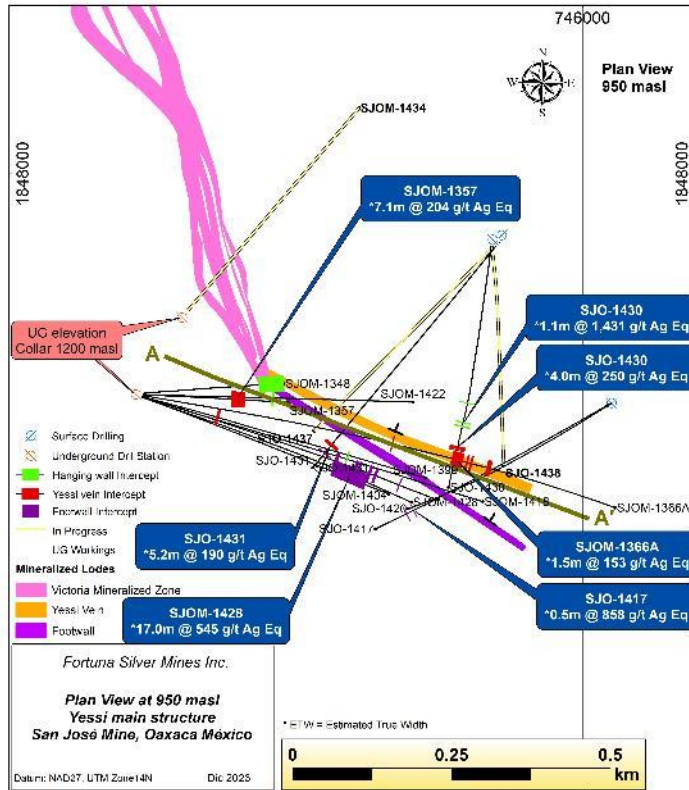 746000
Plan View
950 masl
N
W
E
S
SJOM-1434
1848000
1848000
SJOM-1357
^7.1m @ 204 g/t Ag Eq
SJO-1430
^1.1m @ 1,431 g/t Ag Eq
UG elevation
Collar 1200 masl
A
SJO-1430
^4.0m @ 250 g/t Ag Eq
SJOM-1348
SJOM-1422
SJOM-1357
SJO-1437
SJO-1431
SJO-1438
SJOM-1366A
A'
SJO-1417
Surface Drilling
Underground Drill Station
Hanging wall Intercept
Yessi vein Intercept
Footwall Intercept
In Progress
UG Workings
Mineralized Lodes
Victoria Mineralized Zone
Yessi Vein
Footwall
SJO-1431
^5.2m @ 190 g/t Ag Eq
SJOM-1366A
^1.5m @ 153 g/t Ag Eq
SJOM-1428
^17.0m @ 545 g/t Ag Eq
SJO-1417
^0.5m @ 858 g/t Ag Eq
Fortuna Silver Mines Inc.
Plan View at 950 masl
Yessi main structure
San José Mine, Oaxaca México
Datum: NAD27, UTM Zone14N
Dic 2023
* ETW = Estimated True Width
0
0.25
0.5
km